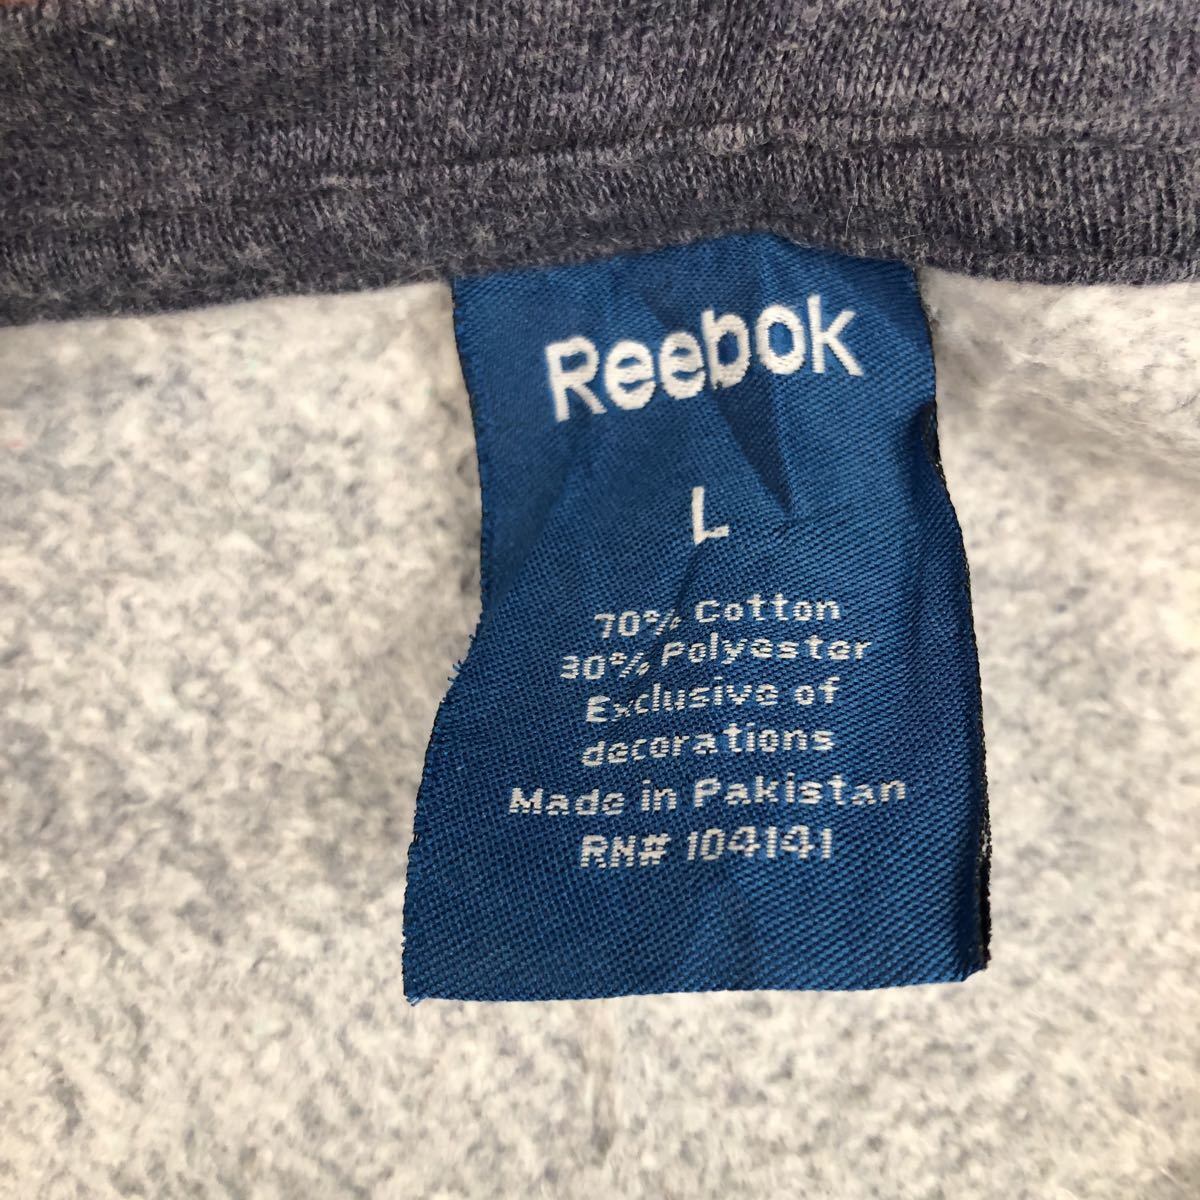 Reebok
L
70% Cotton
30% Polyester
Exclusive of
decorations
Made in Pakistan
RN# 104141